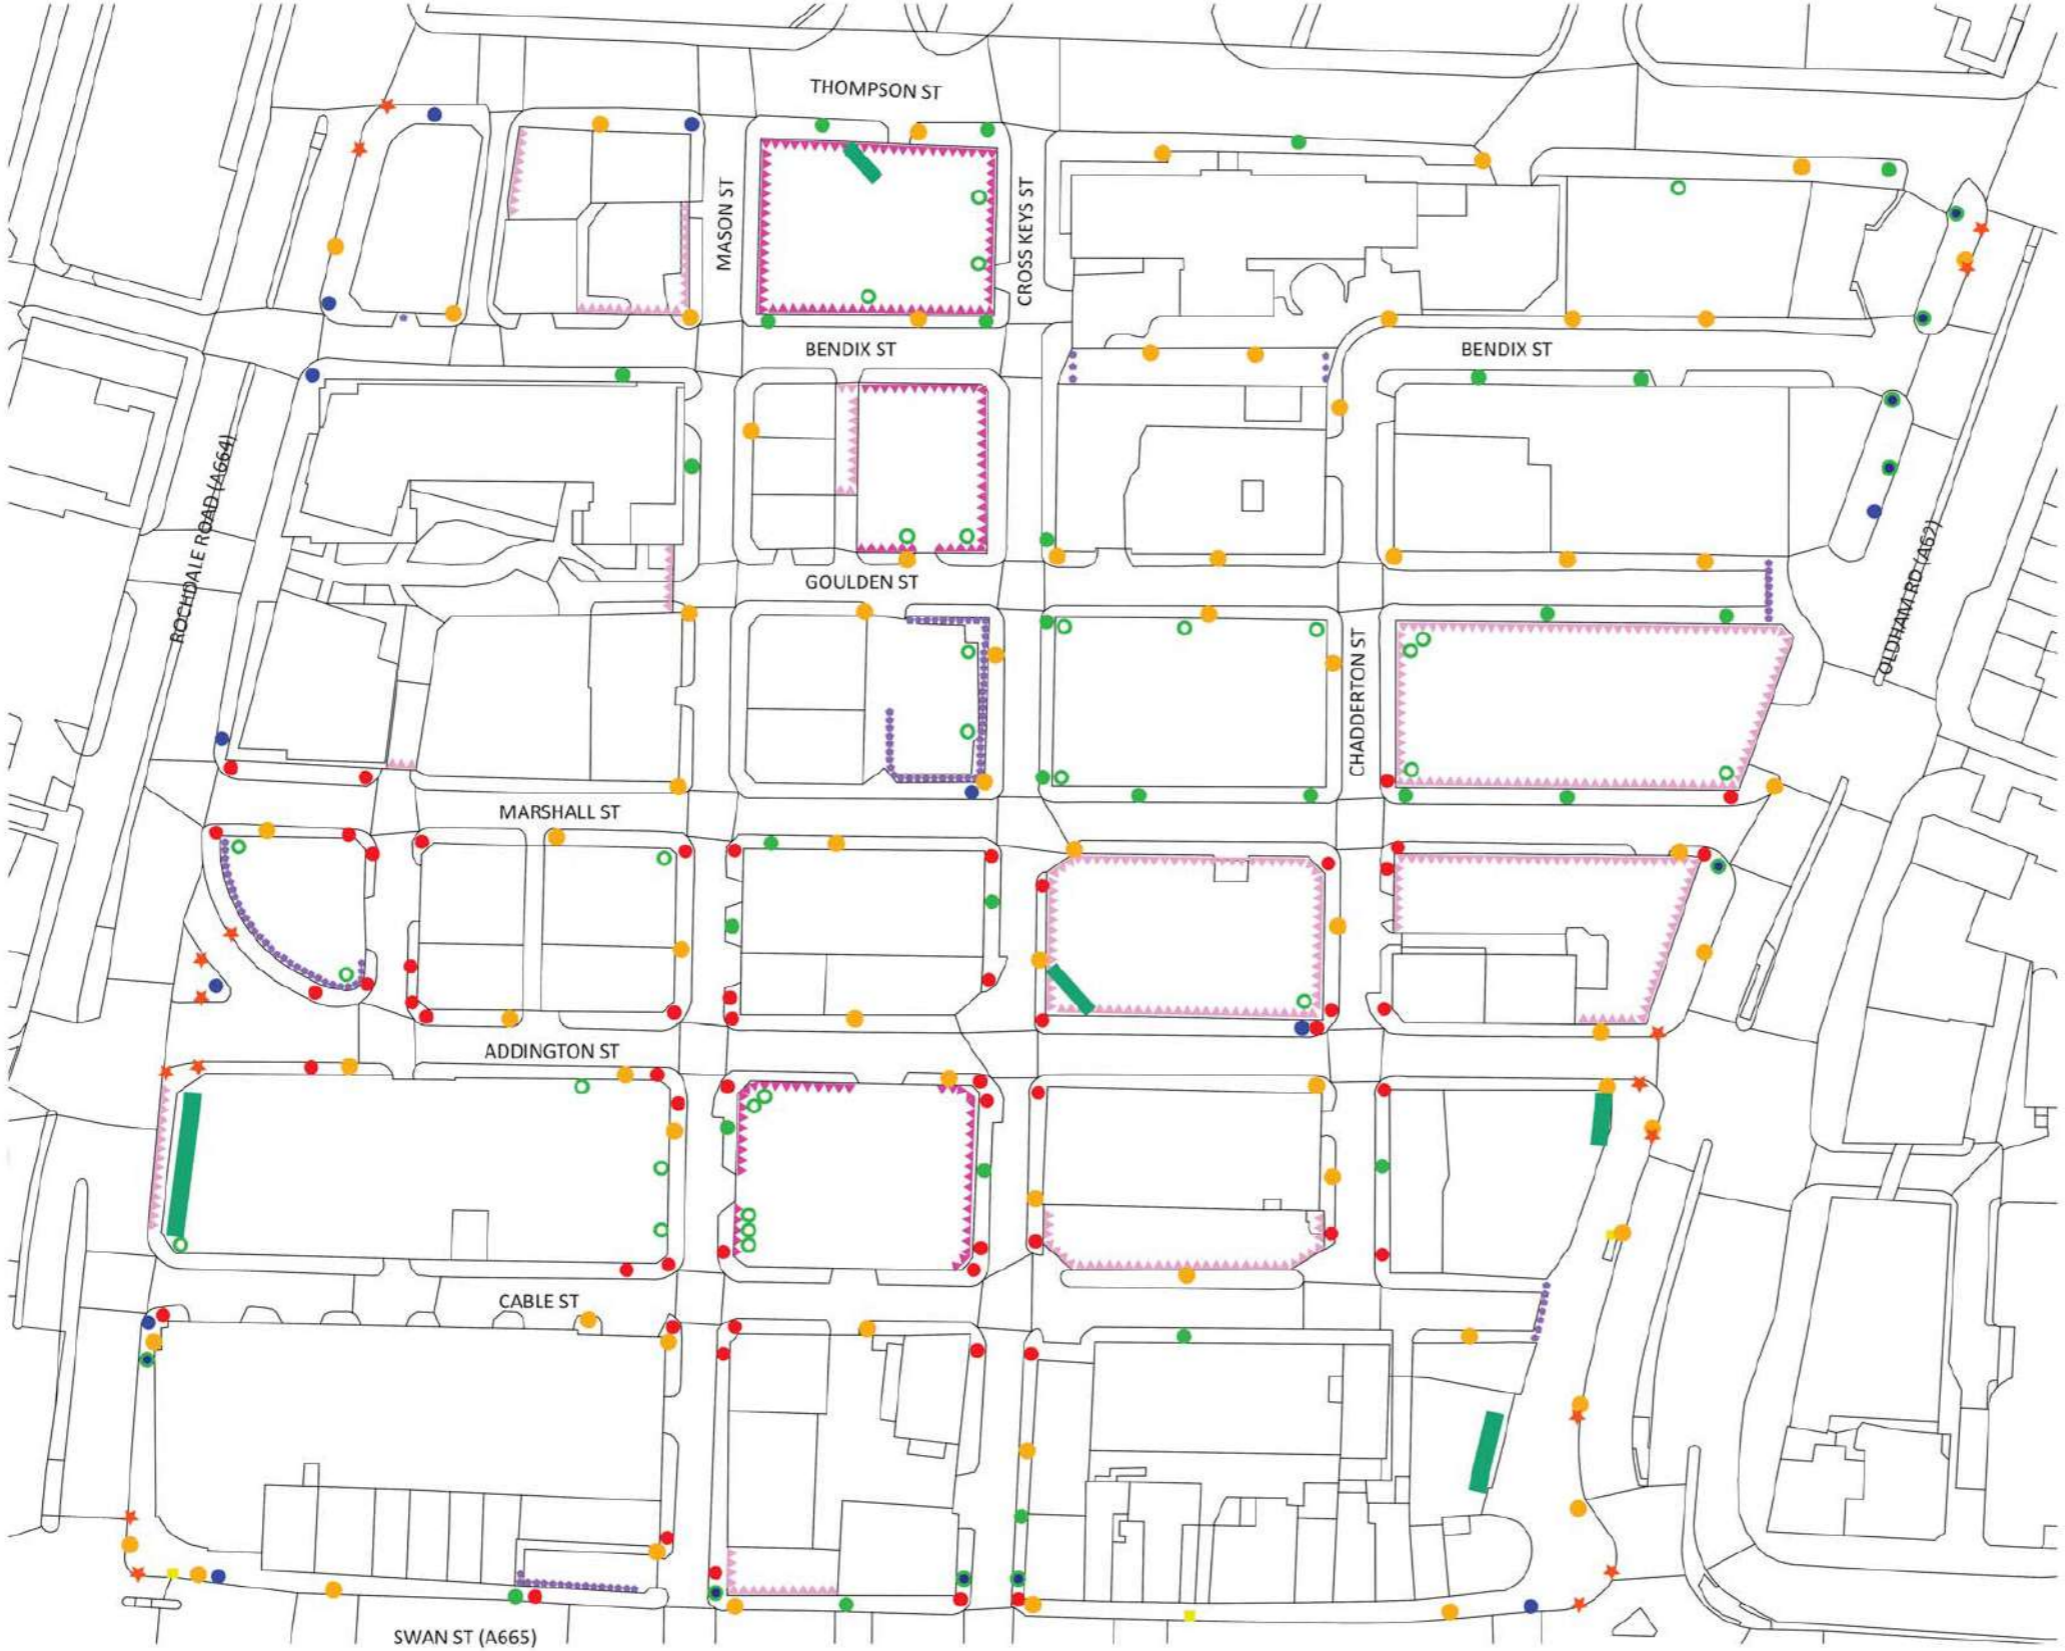 THOMPSON ST
MASON ST
CROSS KEYS ST
BENDIX ST
BENDIX ST
ROCHDALE ROAD (A664)
OLDHAM RD (A62)
GOULDEN ST
CHADDERTON ST
MARSHALL ST
ADDINGTON ST
CABLE ST
SWAN ST (A665)